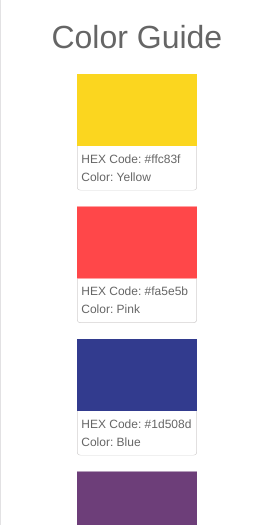 Color Guide
HEX Code: #ffc83f
Color: Yellow
HEX Code: #fa5e5b
Color: Pink
HEX Code: #1d508d
Color: Blue